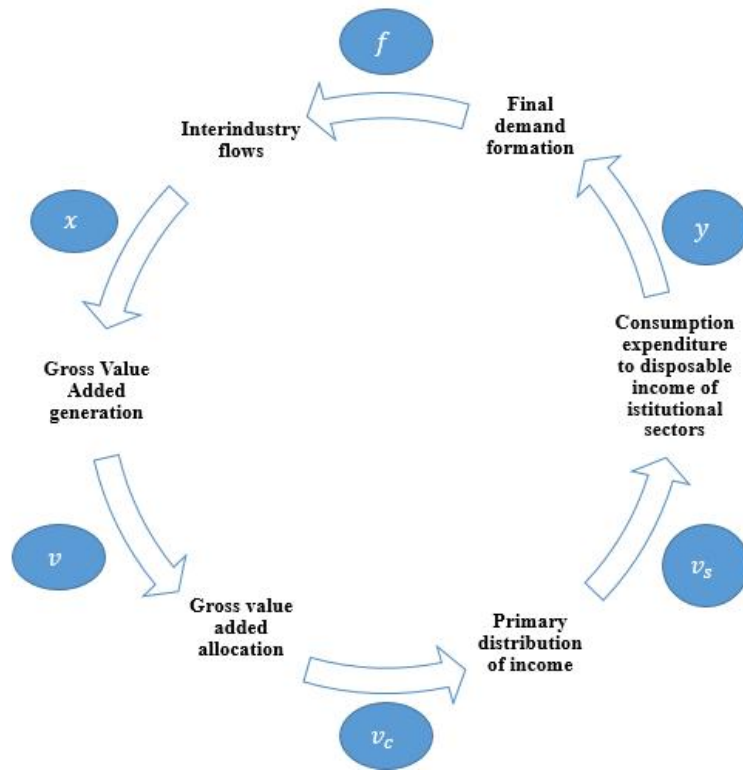 f
Final
demand
formation
Interindustry
flows
x
y
Gross Value
Added
generation
Consumption
expenditure
to disposable
income of
istitutional
sectors
v
v_s
Gross value
added
allocation
Primary
distribution
of income
v_c